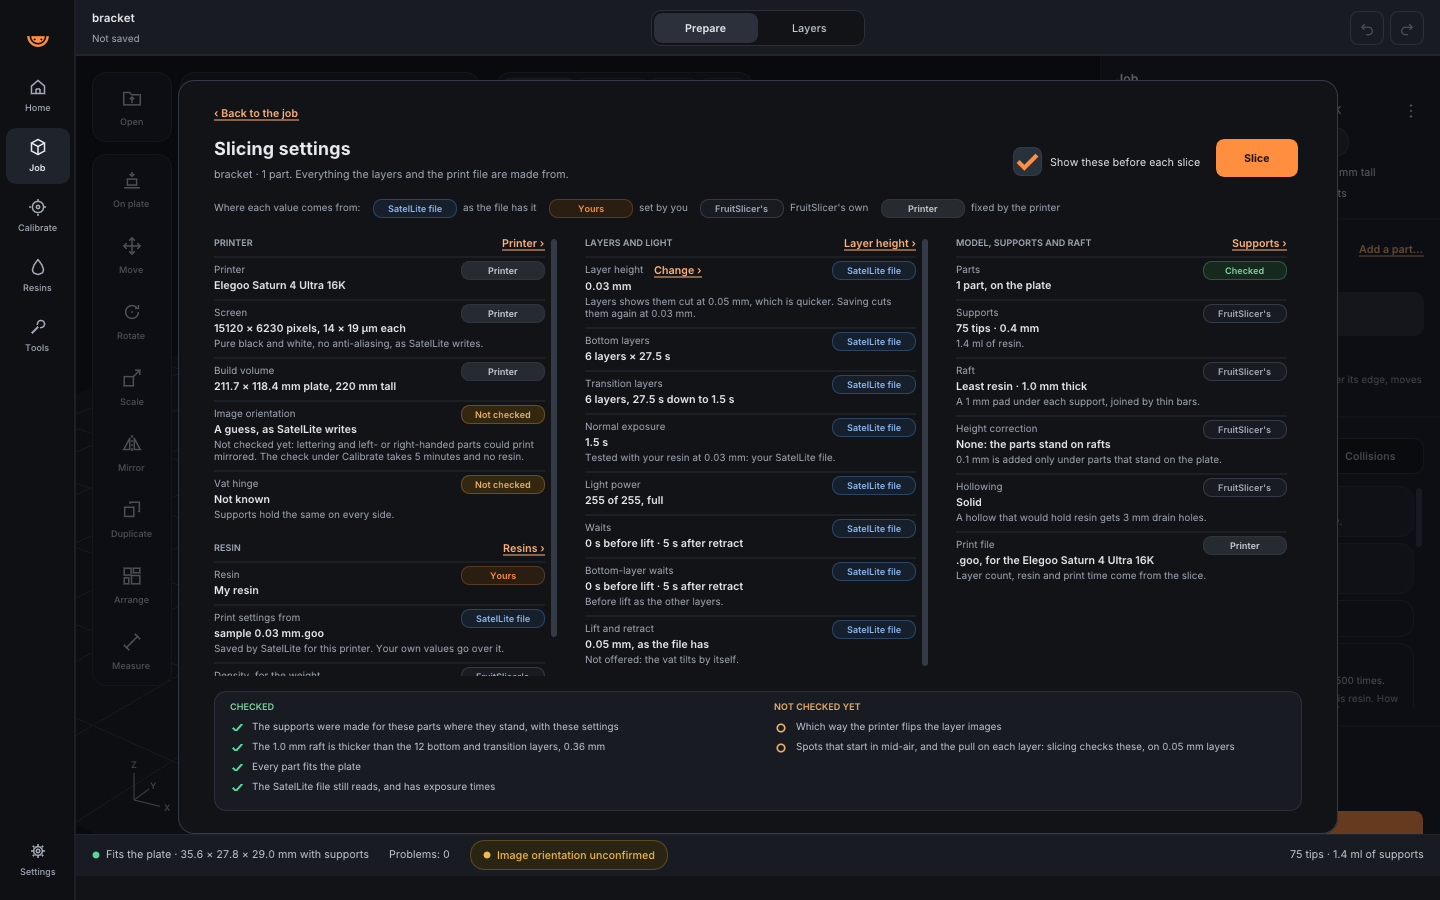 bracket
Not saved
Prepare
Layers
Home
Job
Calibrate
Resins
Tools
Settings
Open
On plate
Move
Rotate
Scale
Mirror
Duplicate
Arrange
Measure
‹ Back to the job
Slicing settings
bracket · 1 part. Everything the layers and the print file are made from.
Show these before each slice
Slice
Where each value comes from:
SatelLite file
as the file has it
Yours
set by you
FruitSlicer's
FruitSlicer's own
Printer
fixed by the printer
PRINTER
Printer ›
Printer
Printer
Elegoo Saturn 4 Ultra 16K
Screen
Printer
15120 × 6230 pixels, 14 × 19 µm each
Pure black and white, no anti-aliasing, as SatelLite writes.
Build volume
Printer
211.7 × 118.4 mm plate, 220 mm tall
Image orientation
Not checked
A guess, as SatelLite writes
Not checked yet: lettering and left- or right-handed parts could print
mirrored. The check under Calibrate takes 5 minutes and no resin.
Vat hinge
Not checked
Not known
Supports hold the same on every side.
RESIN
Resins ›
Resin
Yours
My resin
Print settings from
SatelLite file
sample 0.03 mm.goo
Saved by SatelLite for this printer. Your own values go over it.
Density, for the weight
FruitSlicer's
LAYERS AND LIGHT
Layer height ›
Layer height
Change ›
SatelLite file
0.03 mm
Layers shows them cut at 0.05 mm, which is quicker. Saving cuts
them again at 0.03 mm.
Bottom layers
SatelLite file
6 layers × 27.5 s
Transition layers
SatelLite file
6 layers, 27.5 s down to 1.5 s
Normal exposure
SatelLite file
1.5 s
Tested with your resin at 0.03 mm: your SatelLite file.
Light power
SatelLite file
255 of 255, full
Waits
SatelLite file
0 s before lift · 5 s after retract
Bottom-layer waits
SatelLite file
0 s before lift · 5 s after retract
Before lift as the other layers.
Lift and retract
SatelLite file
0.05 mm, as the file has
Not offered: the vat tilts by itself.
MODEL, SUPPORTS AND RAFT
Supports ›
Parts
Checked
1 part, on the plate
Supports
FruitSlicer's
75 tips · 0.4 mm
1.4 ml of resin.
Raft
FruitSlicer's
Least resin · 1.0 mm thick
A 1 mm pad under each support, joined by thin bars.
Height correction
FruitSlicer's
None: the parts stand on rafts
0.1 mm is added only under parts that stand on the plate.
Hollowing
FruitSlicer's
Solid
A hollow that would hold resin gets 3 mm drain holes.
Print file
Printer
.goo, for the Elegoo Saturn 4 Ultra 16K
Layer count, resin and print time come from the slice.
CHECKED
The supports were made for these parts where they stand, with these settings
The 1.0 mm raft is thicker than the 12 bottom and transition layers, 0.36 mm
Every part fits the plate
The SatelLite file still reads, and has exposure times
NOT CHECKED YET
Which way the printer flips the layer images
Spots that start in mid-air, and the pull on each layer: slicing checks these, on 0.05 mm layers
Job
mm tall
ts
Add a part...
er its edge, moves
Collisions
500 times.
is resin. How
Z
Y
X
Fits the plate · 35.6 × 27.8 × 29.0 mm with supports
Problems: 0
Image orientation unconfirmed
75 tips · 1.4 ml of supports